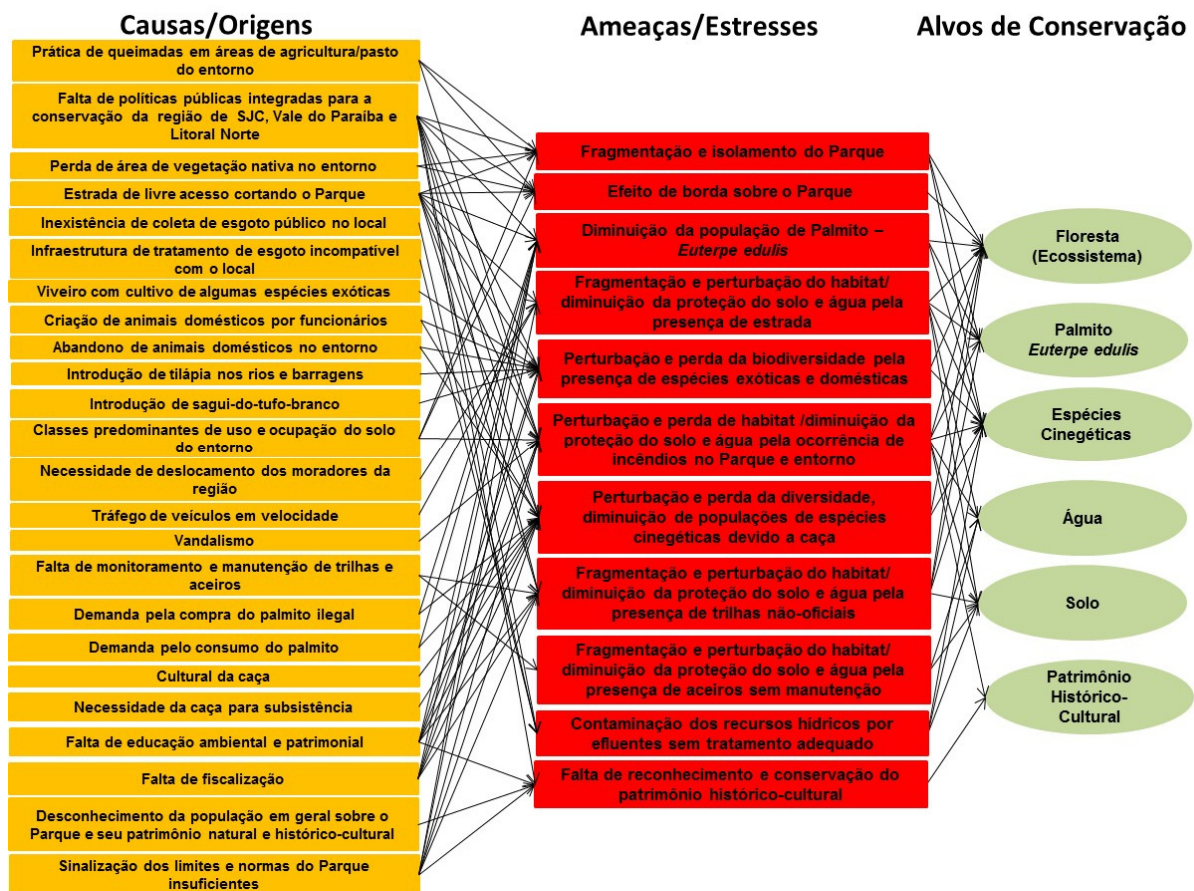 Causas/Origens
Prática de queimadas em áreas de agricultura/pasto
do entorno
Falta de políticas públicas integradas para a
conservação da região de SJC, Vale do Paraíba e
Litoral Norte
Perda de área de vegetação nativa no entorno
Estrada de livre acesso cortando o Parque
Inexistência de coleta de esgoto público no local
Infraestrutura de tratamento de esgoto incompatível
com o local
Viveiro com cultivo de algumas espécies exóticas
Criação de animais domésticos por funcionários
Abandono de animais domésticos no entorno
Introdução de tilápia nos rios e barragens
Introdução de sagui-do-tufo-branco
Classes predominantes de uso e ocupação do solo
do entorno
Necessidade de deslocamento dos moradores da
região
Tráfego de veículos em velocidade
Vandalismo
Falta de monitoramento e manutenção de trilhas e
aceiros
Demanda pela compra do palmito ilegal
Demanda pelo consumo do palmito
Cultural da caça
Necessidade da caça para subsistência
Falta de educação ambiental e patrimonial
Falta de fiscalização
Desconhecimento da população em geral sobre o
Parque e seu patrimônio natural e histórico-cultural
Sinalização dos limites e normas do Parque
insuficientes
Ameaças/Estresses
Fragmentação e isolamento do Parque
Efeito de borda sobre o Parque
Diminuição da população de Palmito –
Euterpe edulis
Fragmentação e perturbação do habitat/
diminuição da proteção do solo e água pela
presença de estrada
Perturbação e perda da biodiversidade pela
presença de espécies exóticas e domésticas
Perturbação e perda de habitat /diminuição da
proteção do solo e água pela ocorrência de
incêndios no Parque e entorno
Perturbação e perda da diversidade,
diminuição de populações de espécies
cinegéticas devido a caça
Fragmentação e perturbação do habitat/
diminuição da proteção do solo e água pela
presença de trilhas não-oficiais
Fragmentação e perturbação do habitat/
diminuição da proteção do solo e água pela
presença de aceiros sem manutenção
Contaminação dos recursos hídricos por
efluentes sem tratamento adequado
Falta de reconhecimento e conservação do
patrimônio histórico-cultural
Alvos de Conservação
Floresta
(Ecossistema)
Palmito
Euterpe edulis
Espécies
Cinegéticas
Água
Solo
Patrimônio
Histórico-
Cultural